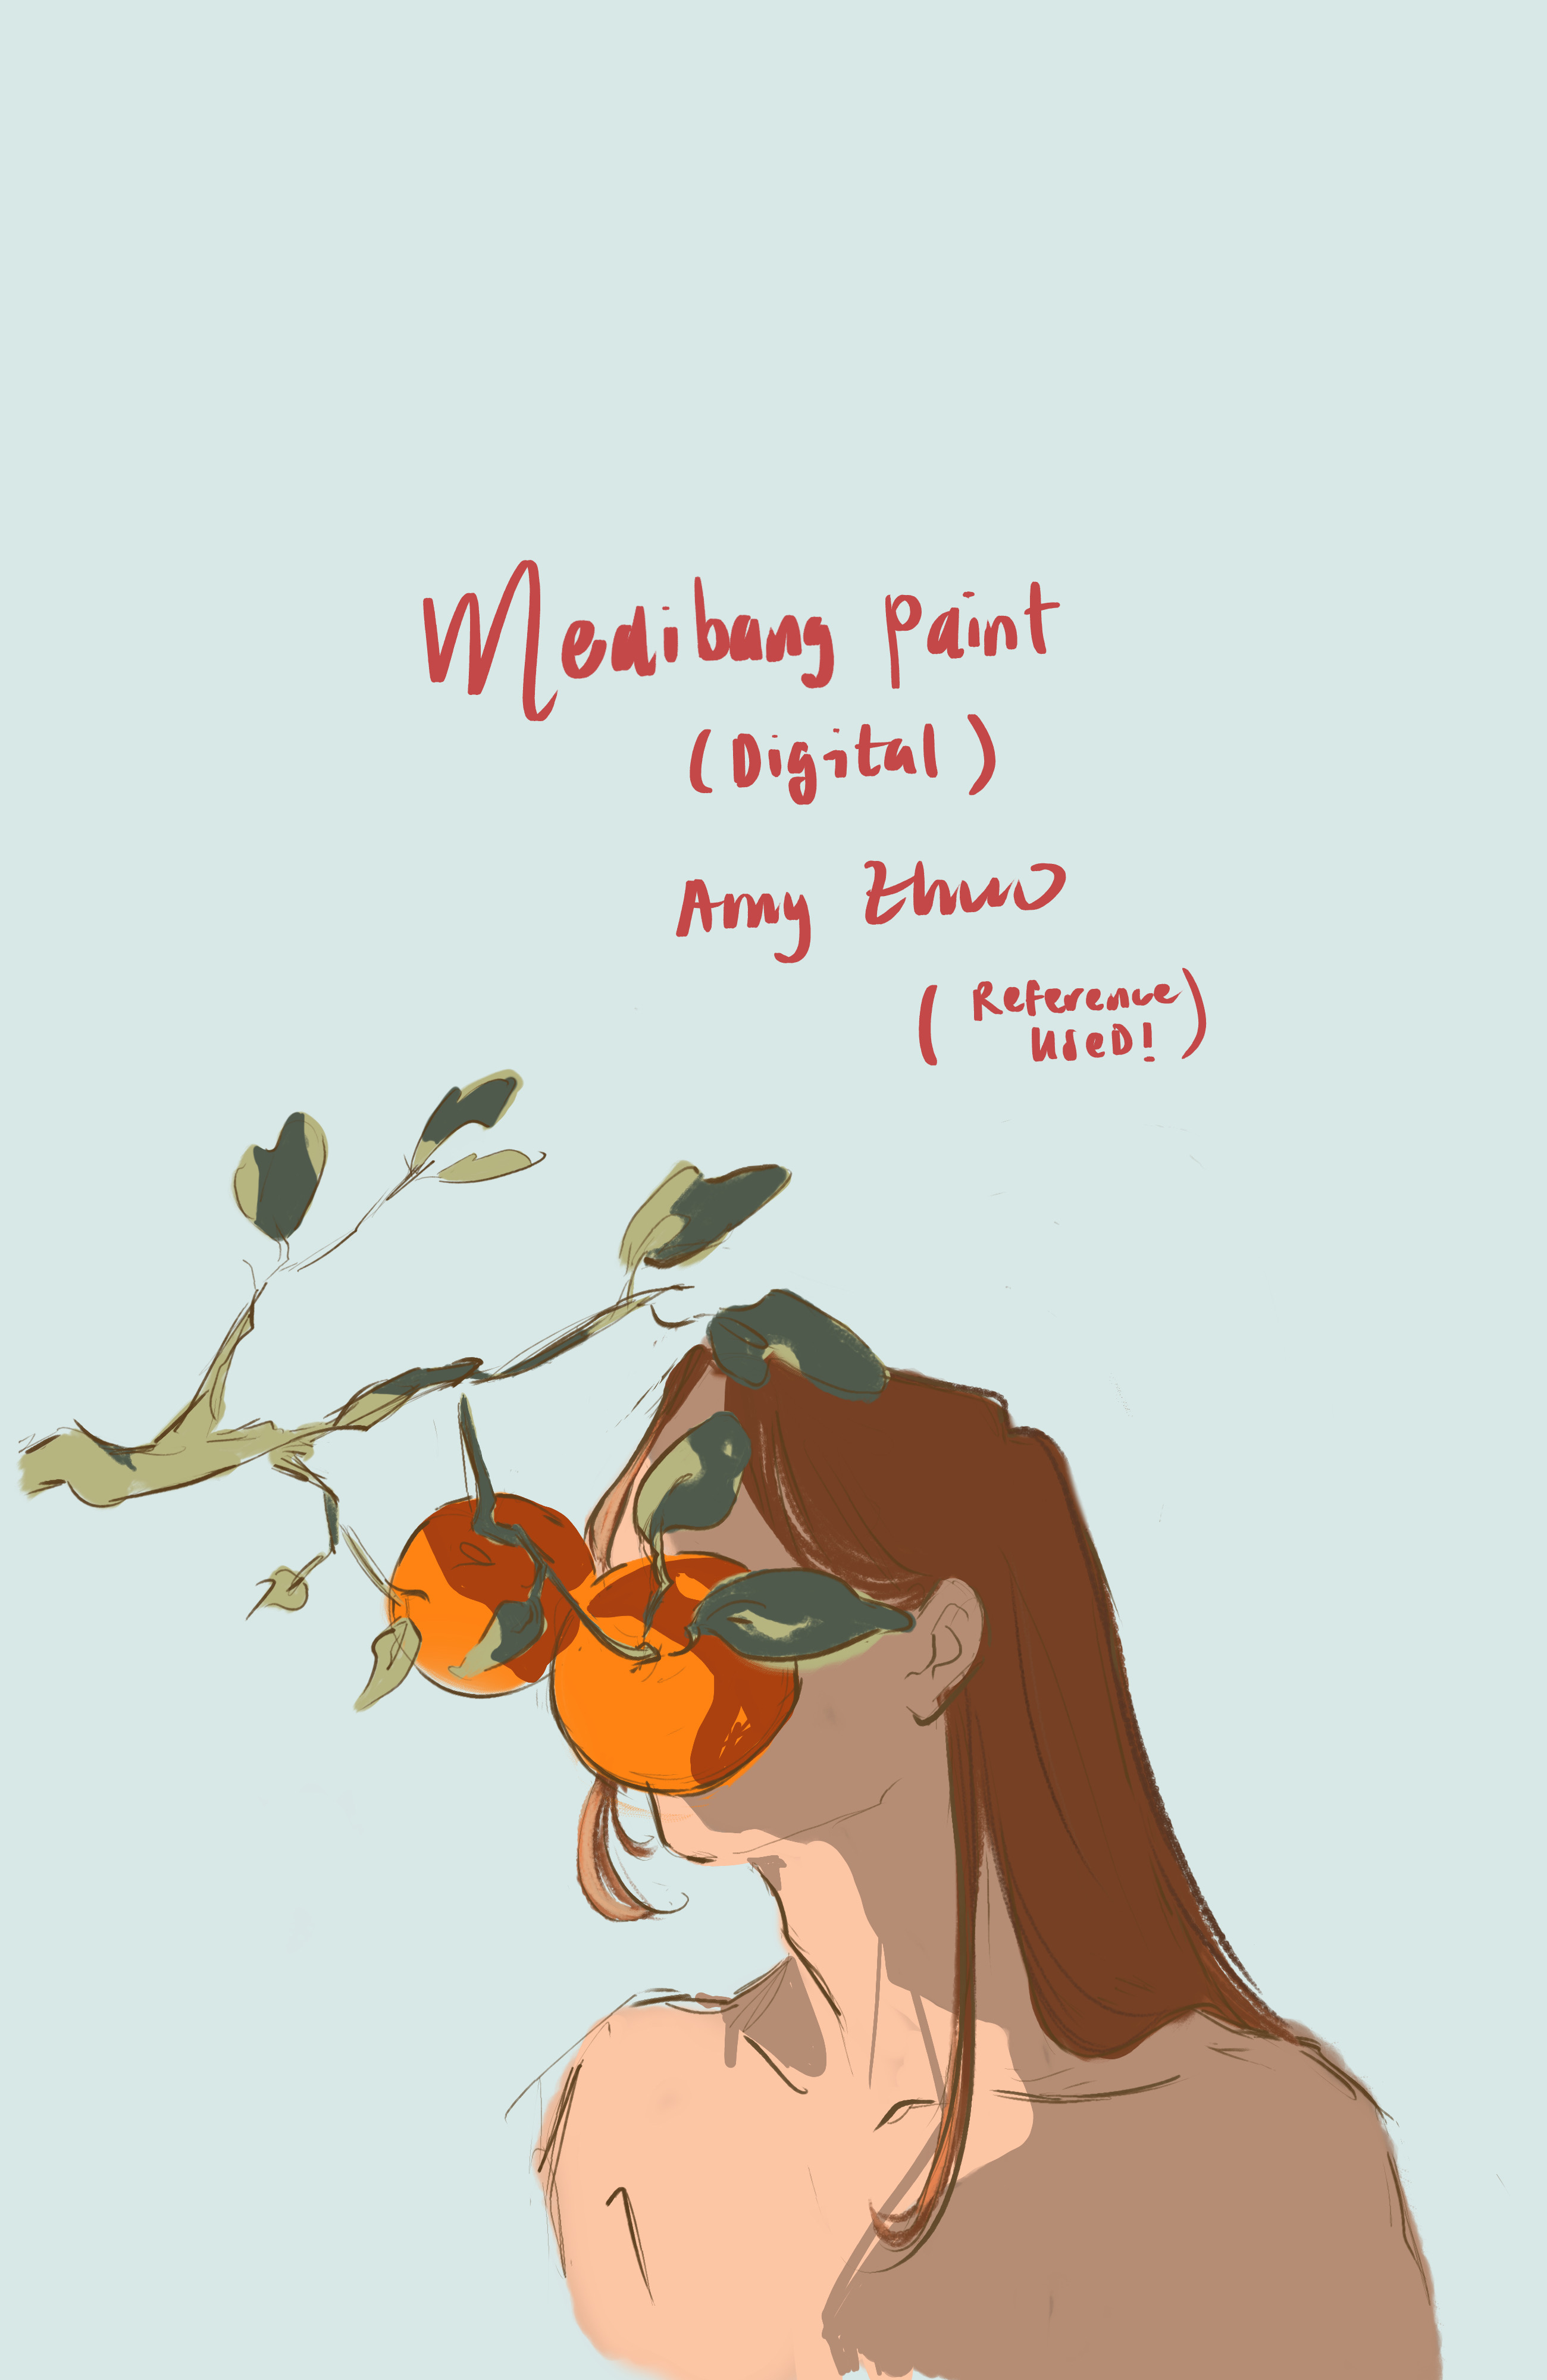 Medibang paint
(Digital)
Amy Zhuo
(Reference
used!)